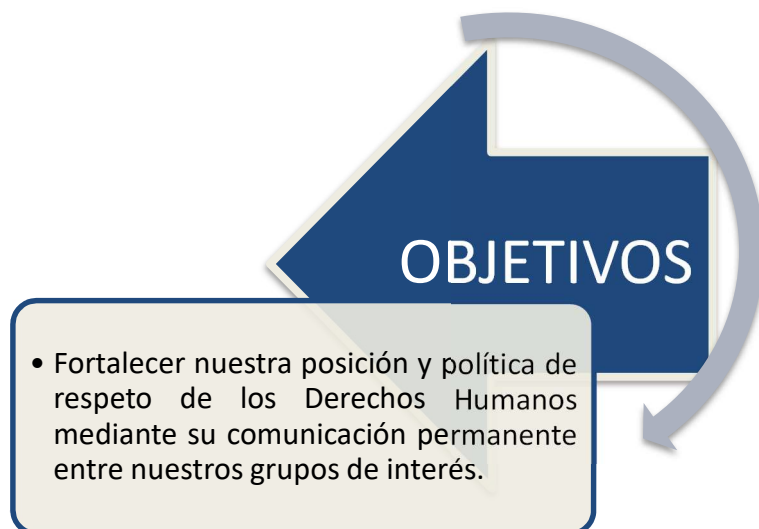 OBJETIVOS
• Fortalecer nuestra posición y política de
respeto de los Derechos Humanos
mediante su comunicación permanente
entre nuestros grupos de interés.